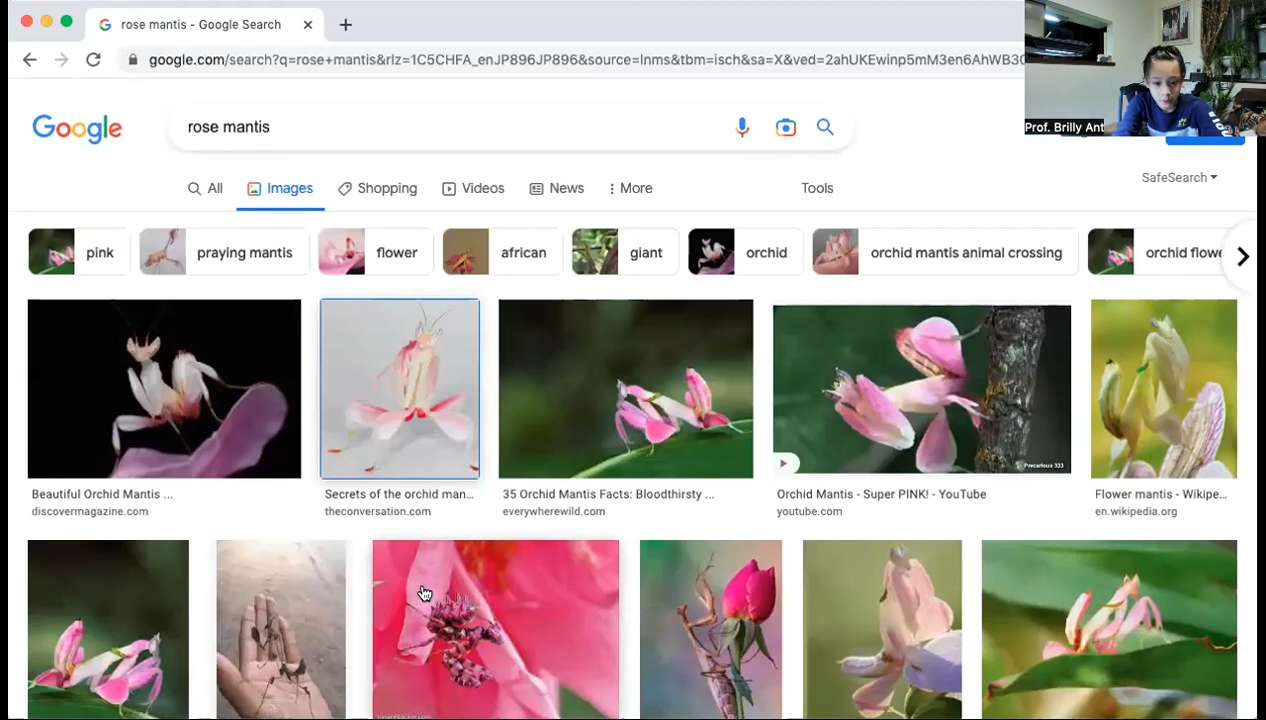 rose mantis - Google Search
google.com/search?q=rose+mantis&rlz=1C5CHFA_enJP896JP896&source=lnms&tbm=isch&sa=X&ved=2ahUKEwinp5mM3en6AhWB3
Prof. Brilly Ant
Google
rose mantis
All
Images
Shopping
Videos
News
More
Tools
SafeSearch
pink
praying mantis
flower
african
giant
orchid
orchid mantis animal crossing
orchid flowe
Precarious 333
Beautiful Orchid Mantis ...
Secrets of the orchid man...
35 Orchid Mantis Facts: Bloodthirsty ...
Orchid Mantis - Super PINK! - YouTube
Flower mantis - Wikipe...
discovermagazine.com
theconversation.com
everywherewild.com
youtube.com
en.wikipedia.org